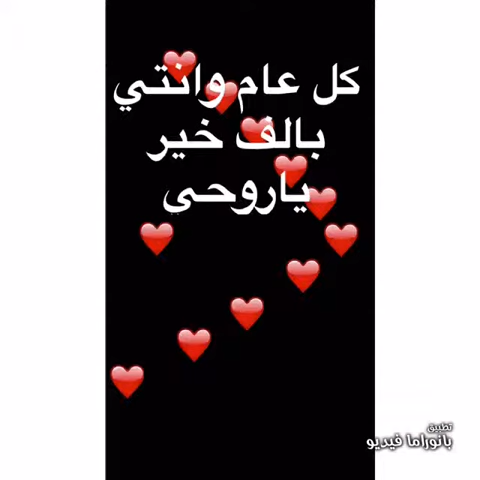 كل عام وانتي
بالف خير
ياروحي
تطبيق
بانوراما فيديو